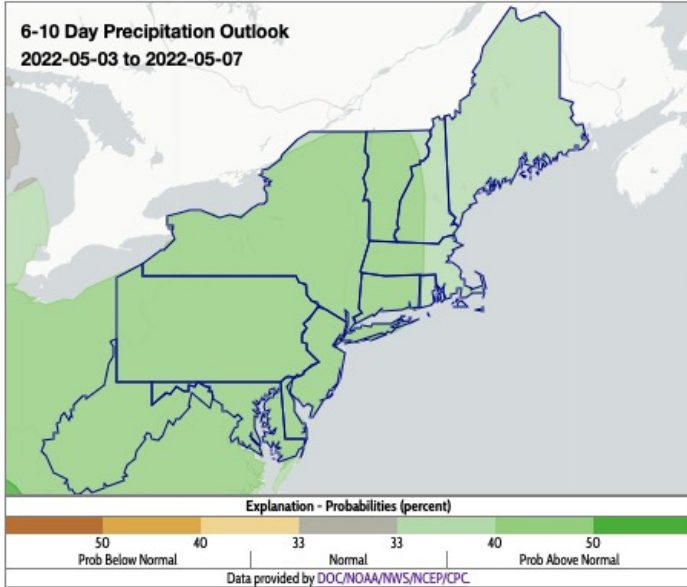 6-10 Day Precipitation Outlook
2022-05-03 to 2022-05-07
Explanation - Probabilities (percent)
50 40 33 33 40 50
Prob Below Normal | Normal | Prob Above Normal
Data provided by DOC/NOAA/NWS/NCEP/CPC.